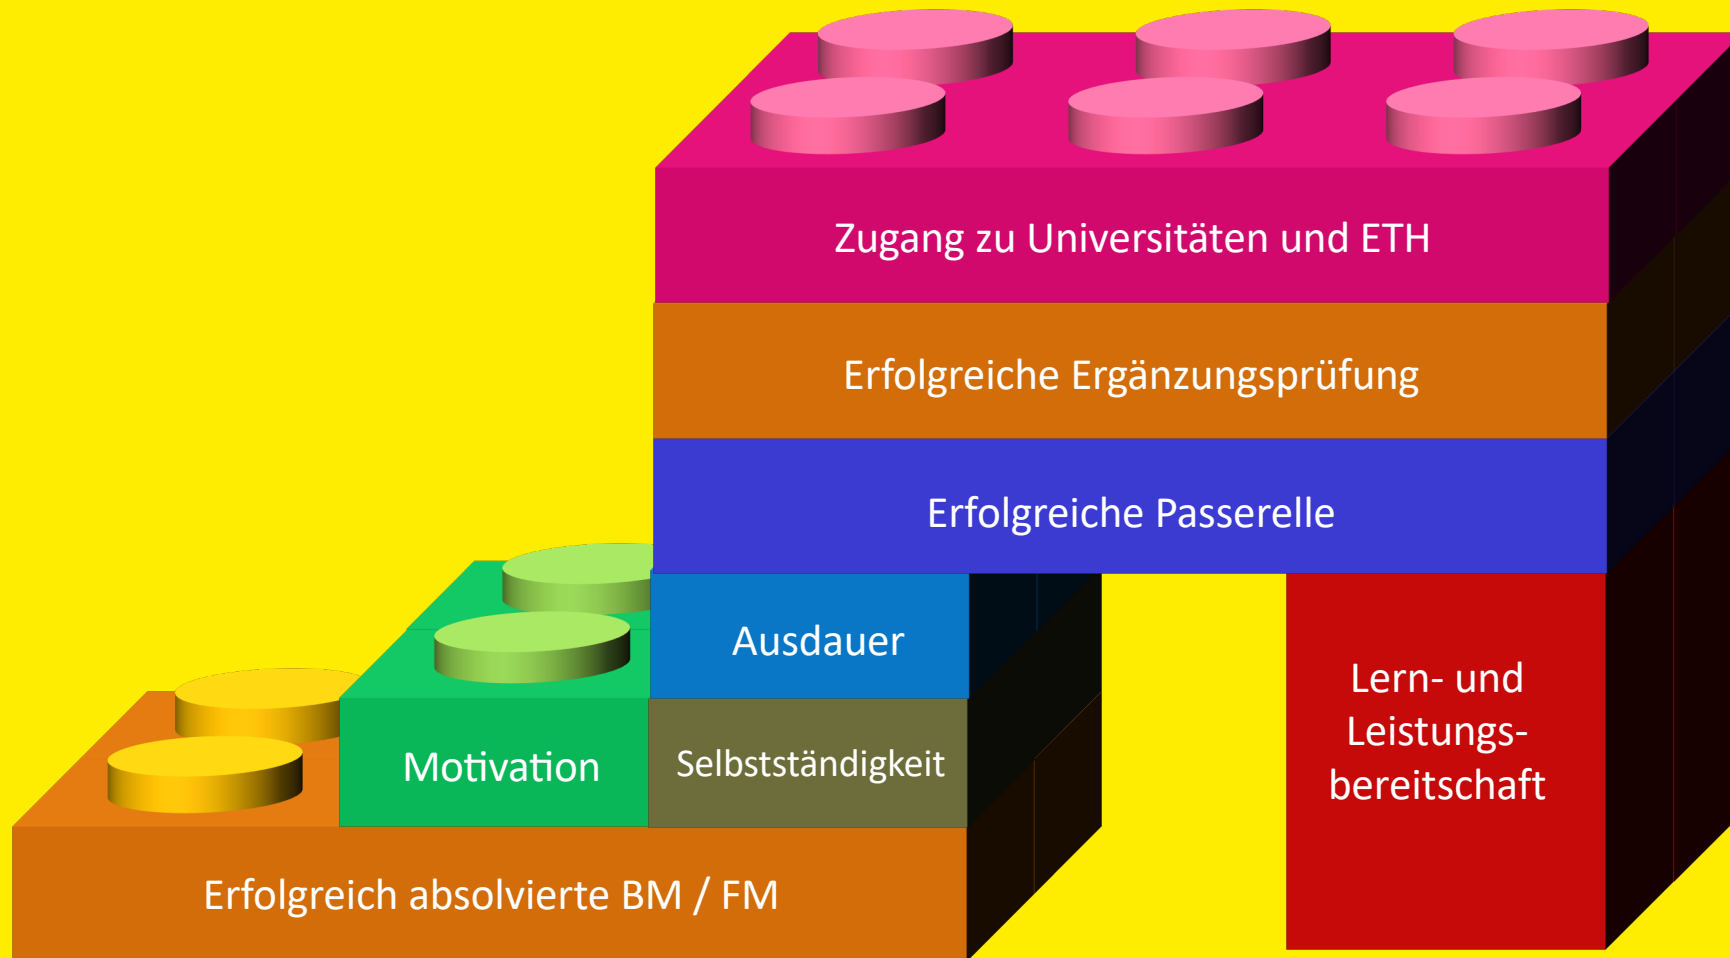 Zugang zu Universitäten und ETH
Erfolgreiche Ergänzungsprüfung
Erfolgreiche Passerelle
Ausdauer
Lern- und
Leistungs-
bereitschaft
Motivation
Selbstständigkeit
Erfolgreich absolvierte BM / FM